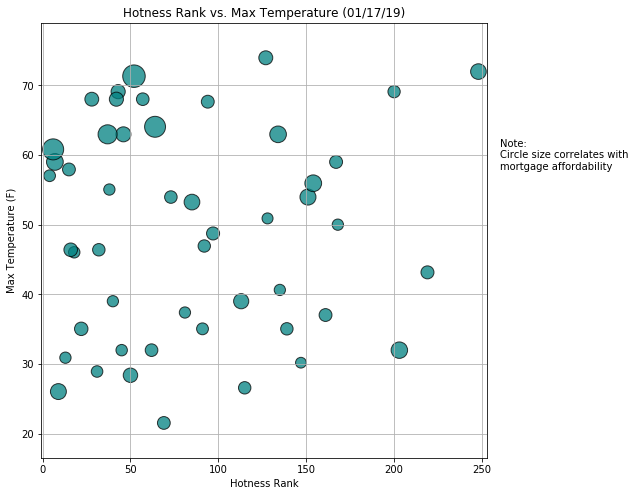 Hotness Rank vs. Max Temperature (01/17/19)
Max Temperature (F)
70
60
50
40
30
20
0
50
100
150
200
250
Hotness Rank
Note:
Circle size correlates with
mortgage affordability